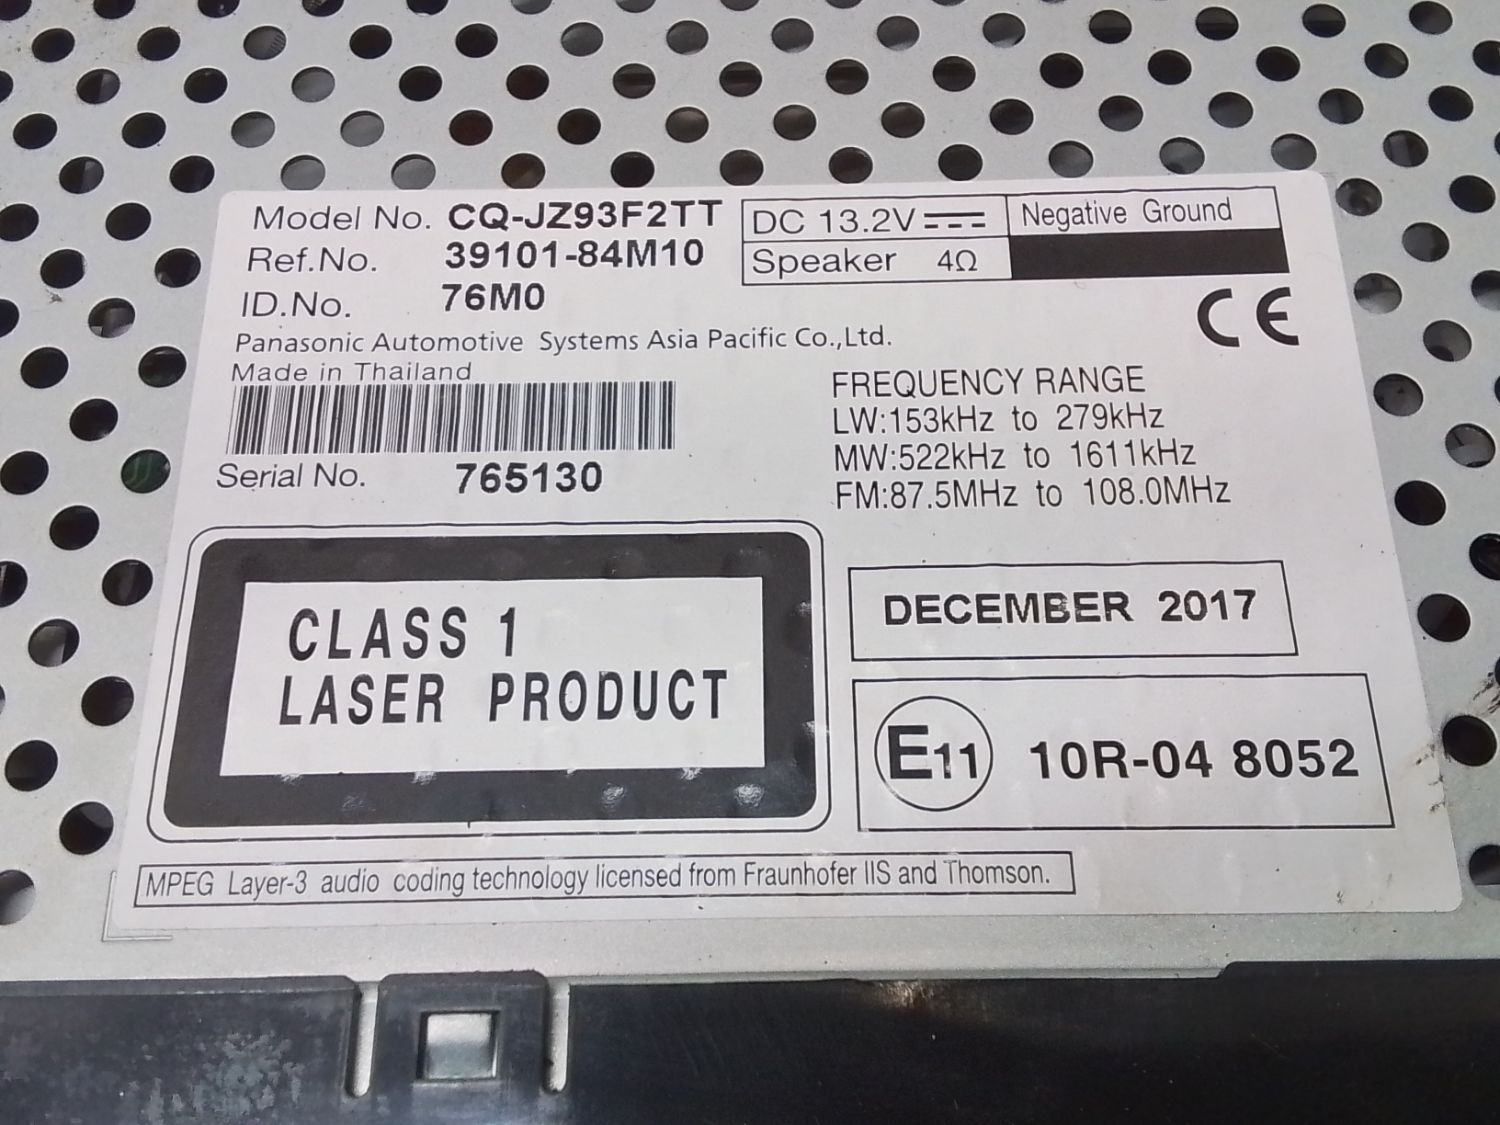 Model No. CQ-JZ93F2TT
Ref.No. 39101-84M10
ID.No. 76M0
DC 13.2V
Negative Ground
Speaker 4Ω
CE
Panasonic Automotive Systems Asia Pacific Co.,Ltd.
Made in Thailand
Serial No. 765130
FREQUENCY RANGE
LW:153kHz to 279kHz
MW:522kHz to 1611kHz
FM:87.5MHz to 108.0MHz
CLASS 1
LASER PRODUCT
DECEMBER 2017
E11 10R-04 8052
MPEG Layer-3 audio coding technology licensed from Fraunhofer IIS and Thomson.